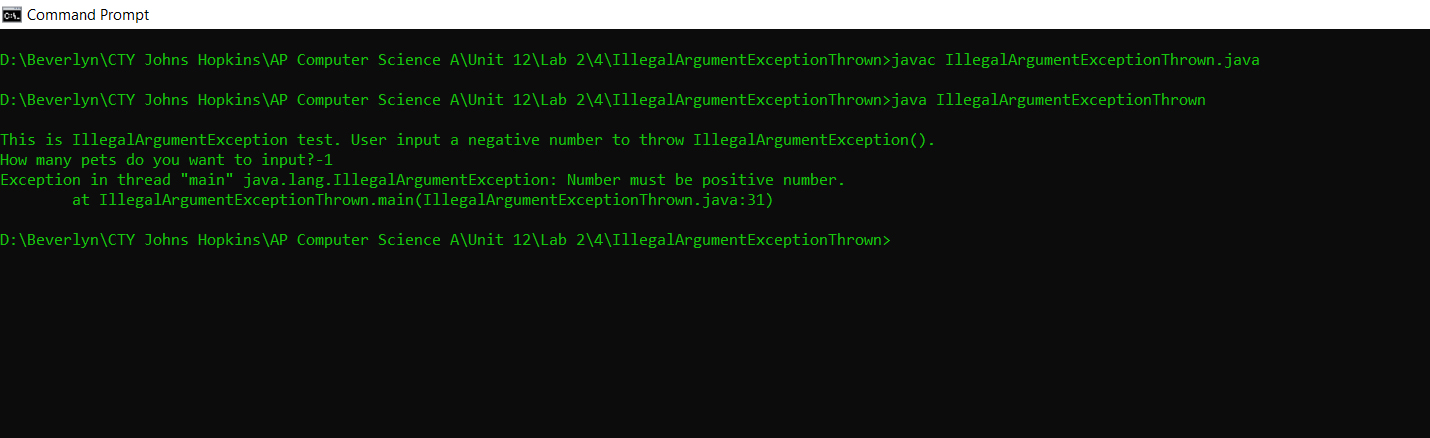 Command Prompt
D:\Beverlyn\CTY Johns Hopkins\AP Computer Science A\Unit 12\Lab 2\4\IllegalArgumentExceptionThrown>javac IllegalArgumentExceptionThrown.java
D:\Beverlyn\CTY Johns Hopkins\AP Computer Science A\Unit 12\Lab 2\4\IllegalArgumentExceptionThrown>java IllegalArgumentExceptionThrown
This is IllegalArgumentException test. User input a negative number to throw IllegalArgumentException().
How many pets do you want to input?-1
Exception in thread "main" java.lang.IllegalArgumentException: Number must be positive number.
at IllegalArgumentExceptionThrown.main(IllegalArgumentExceptionThrown.java:31)
D:\Beverlyn\CTY Johns Hopkins\AP Computer Science A\Unit 12\Lab 2\4\IllegalArgumentExceptionThrown>